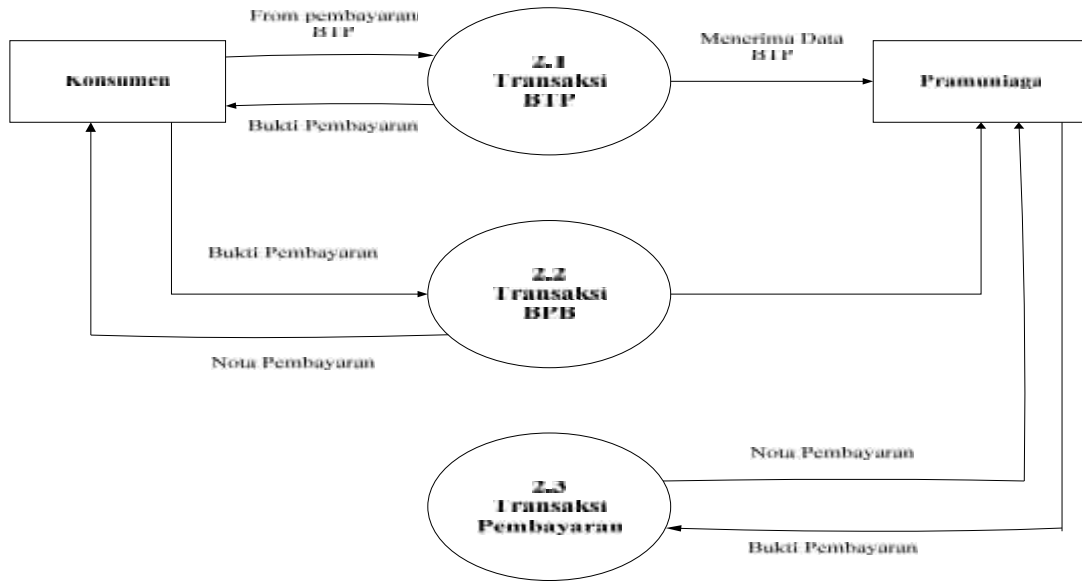 From pembayaran
BTP
Konsumen
2.1
Transaksi
BTP
Menerima Data
BTP
Pramuniaga
Bukti Pembayaran
Bukti Pembayaran
2.2
Transaksi
BPB
Nota Pembayaran
2.3
Transaksi
Pembayaran
Nota Pembayaran
Bukti Pembayaran